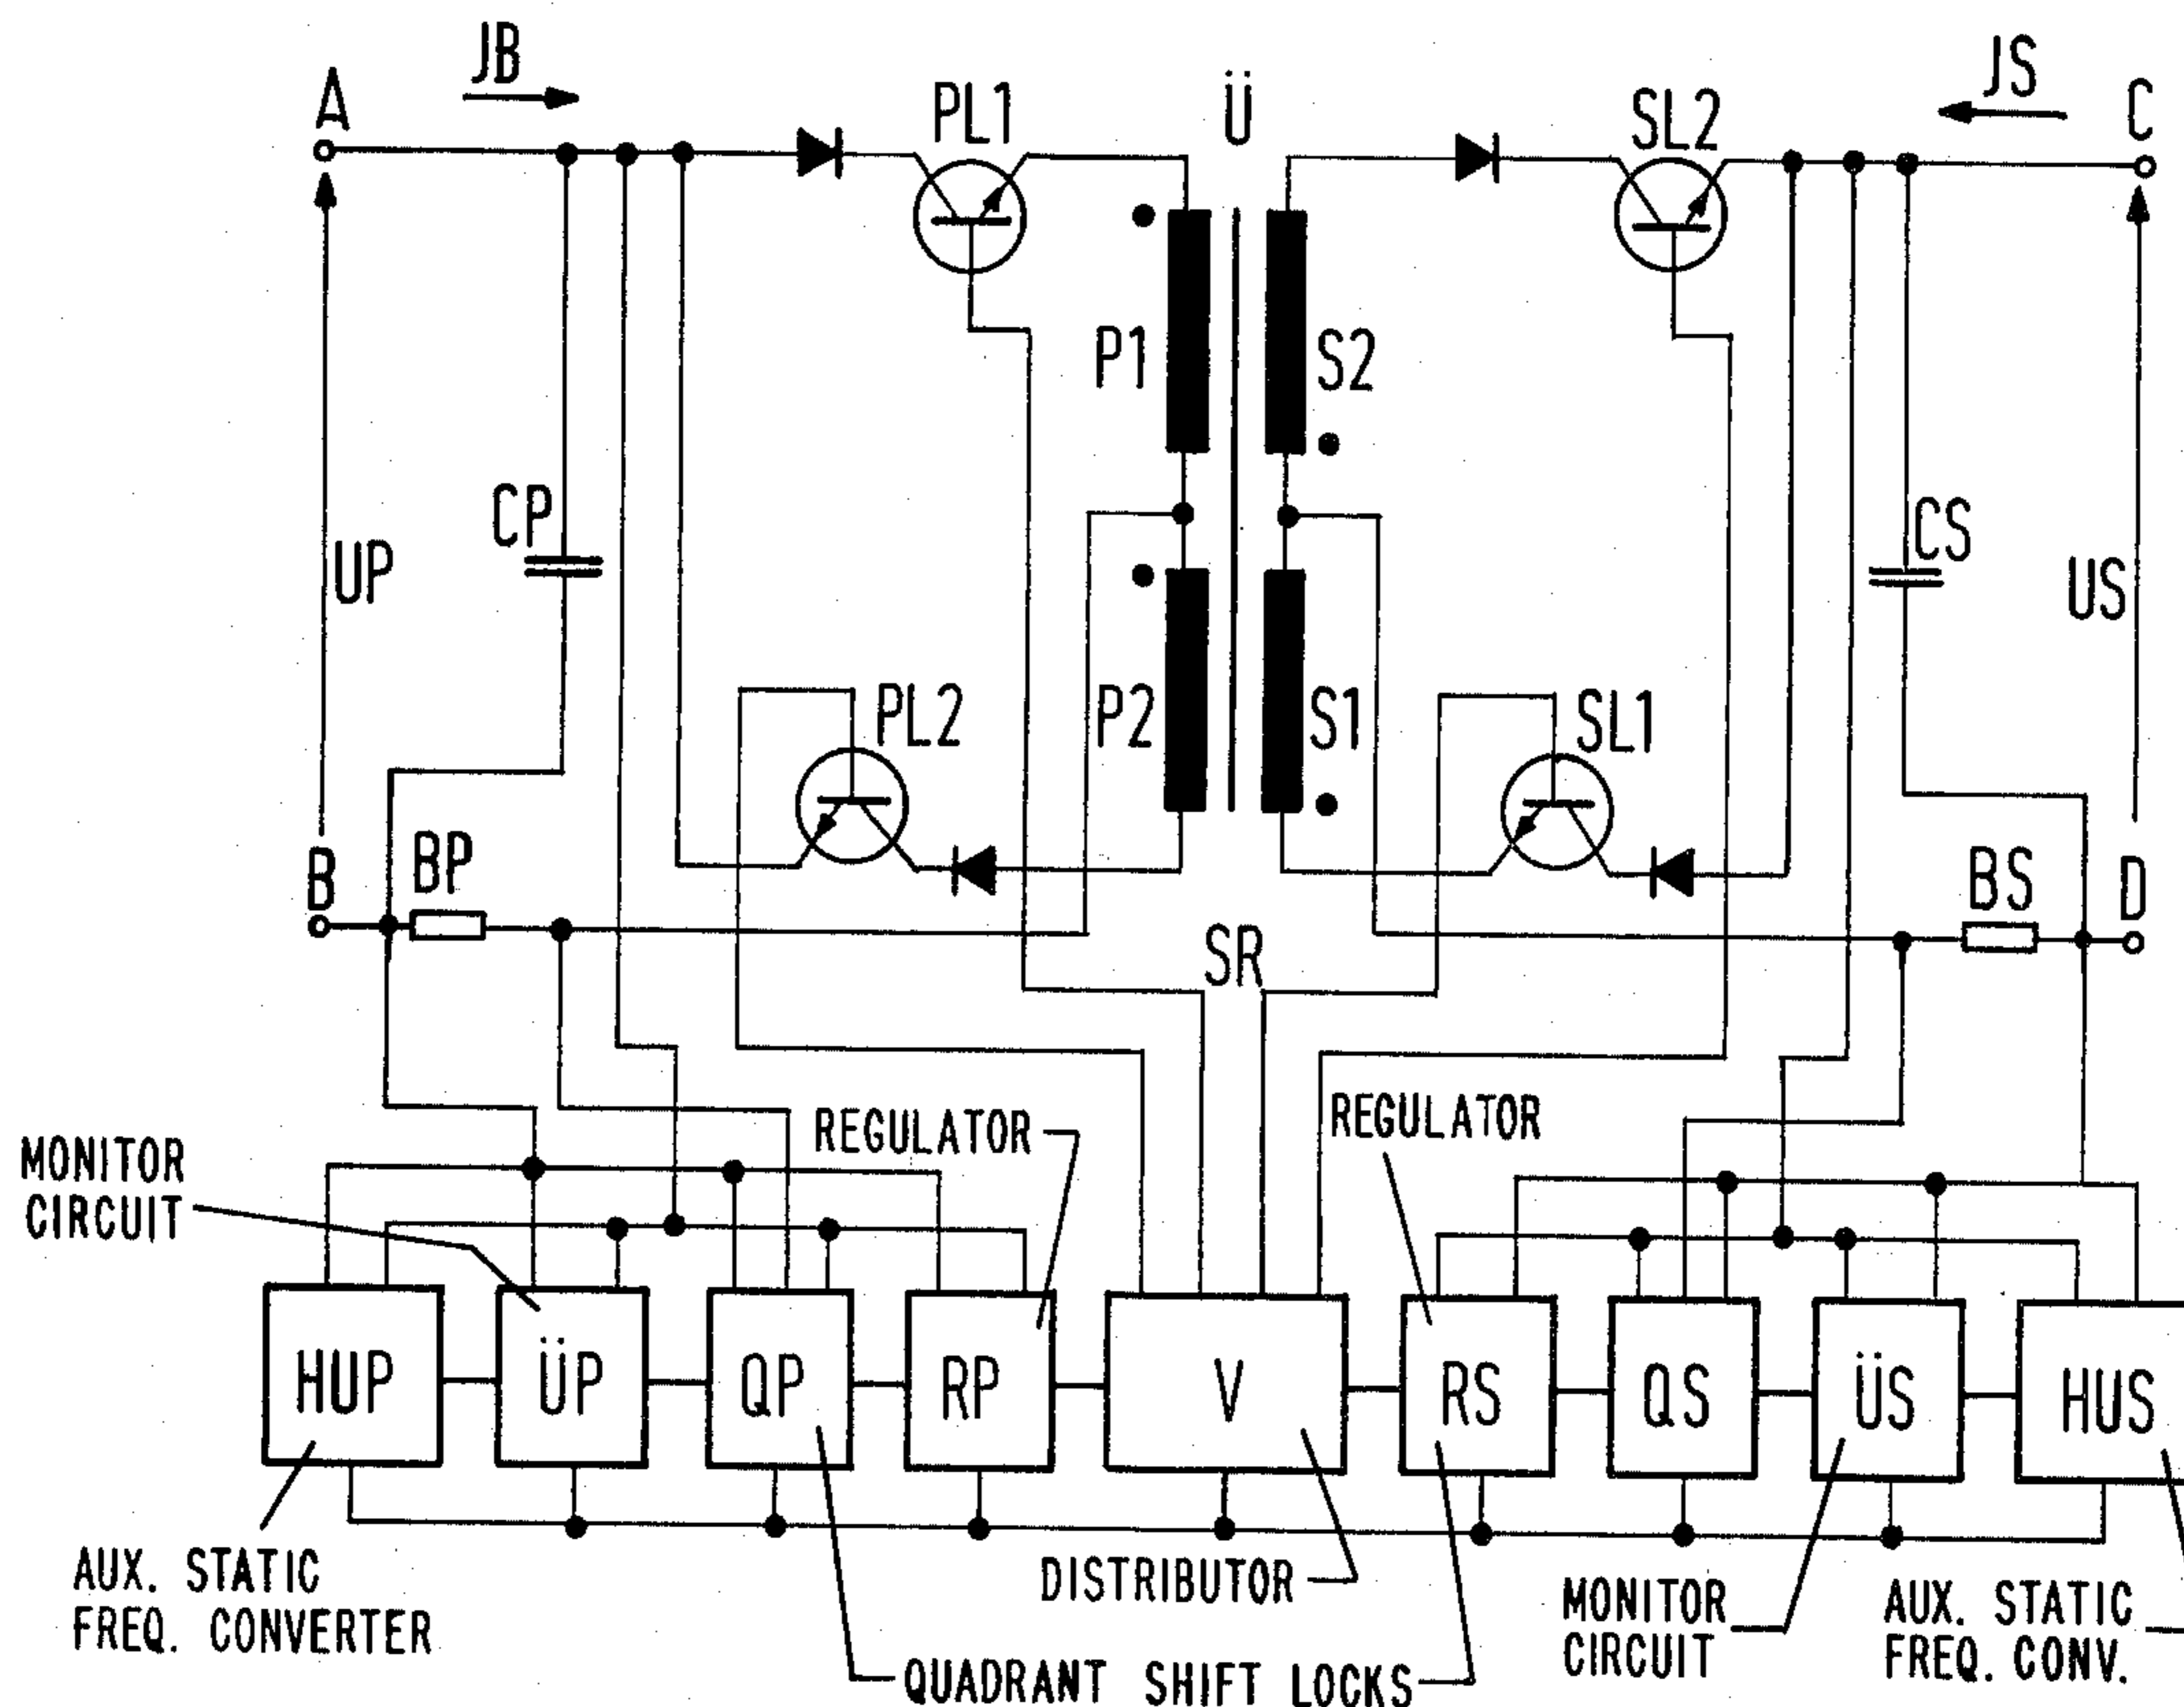 JB
JS
A
PL1
Ü
SL2
C
P1
S2
CP
CS
UP
US
PL2
P2
S1
SL1
B
BP
BS
D
SR
REGULATOR
REGULATOR
MONITOR
CIRCUIT
HUP
ÜP
QP
RP
V
RS
QS
ÜS
HUS
AUX. STATIC
FREQ. CONVERTER
DISTRIBUTOR
MONITOR
CIRCUIT
AUX. STATIC
FREQ. CONV.
QUADRANT SHIFT LOCKS